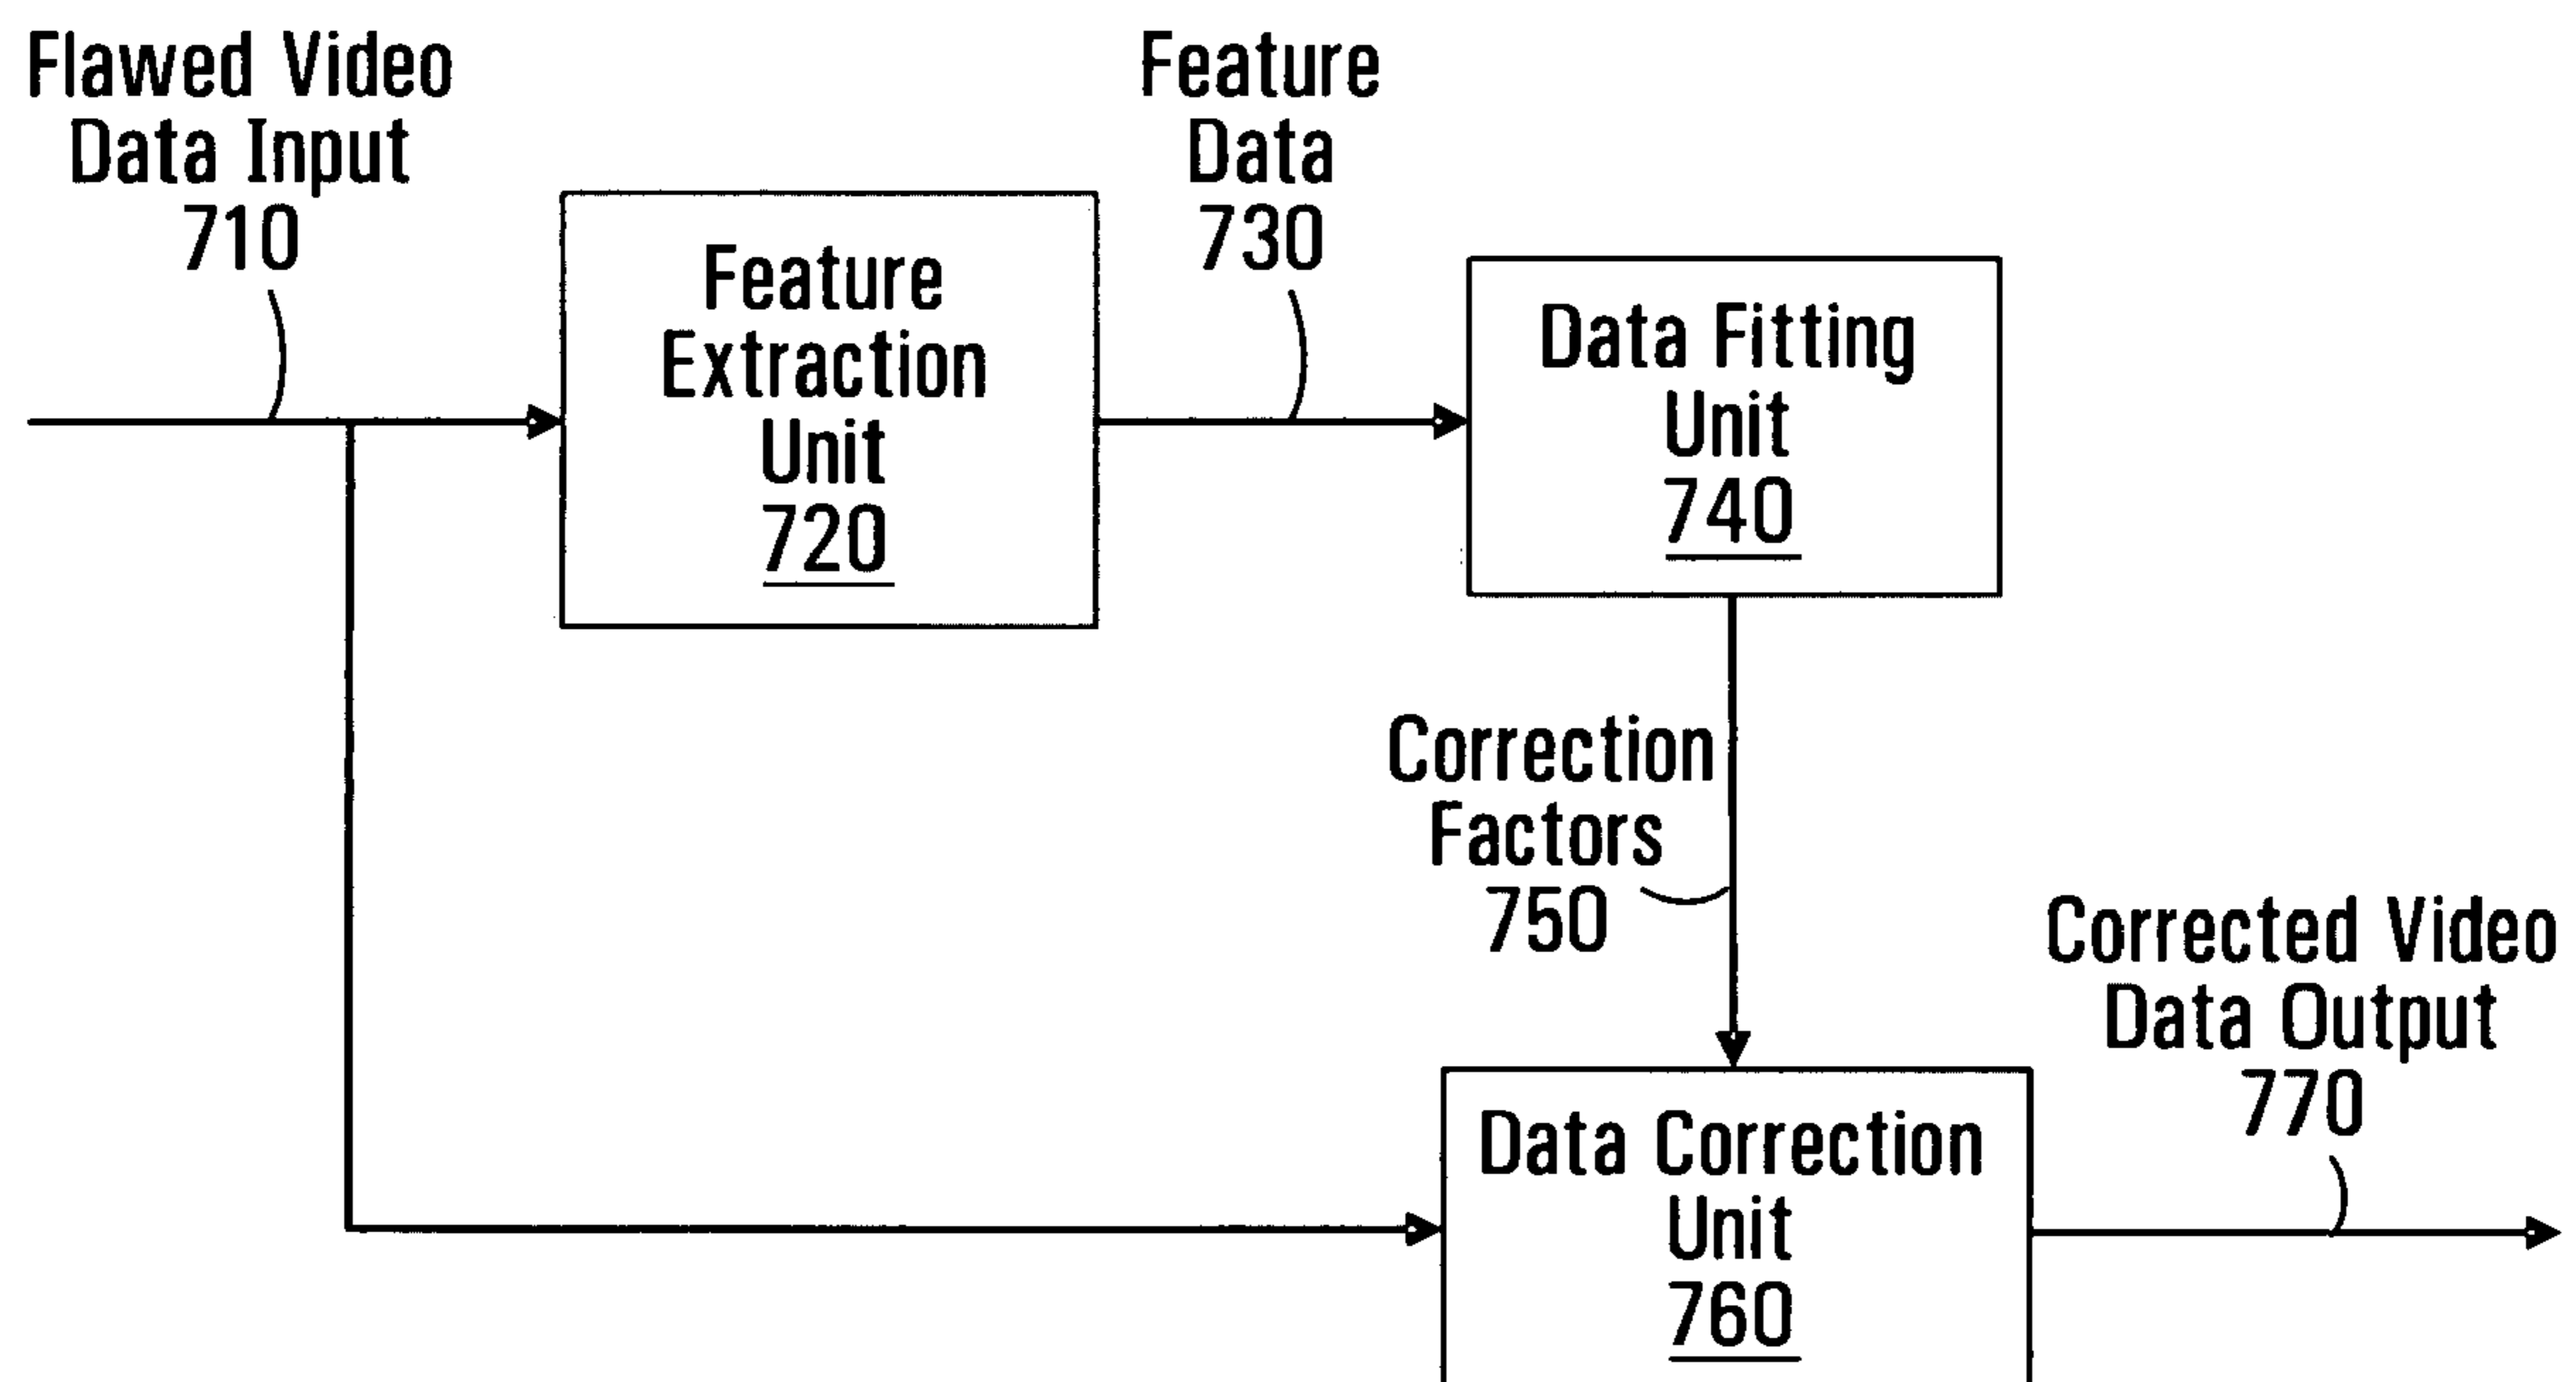 Flawed Video
Data Input
710
Feature
Extraction
Unit
720
Feature
Data
730
Data Fitting
Unit
740
Correction
Factors
750
Data Correction
Unit
760
Corrected Video
Data Output
770